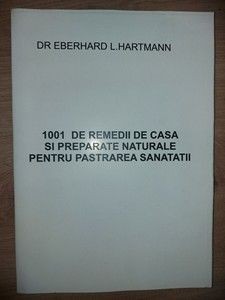 DR EBERHARD L.HARTMANN
1001 DE REMEDII DE CASA
SI PREPARATE NATURALE
PENTRU PASTRAREA SANATATII